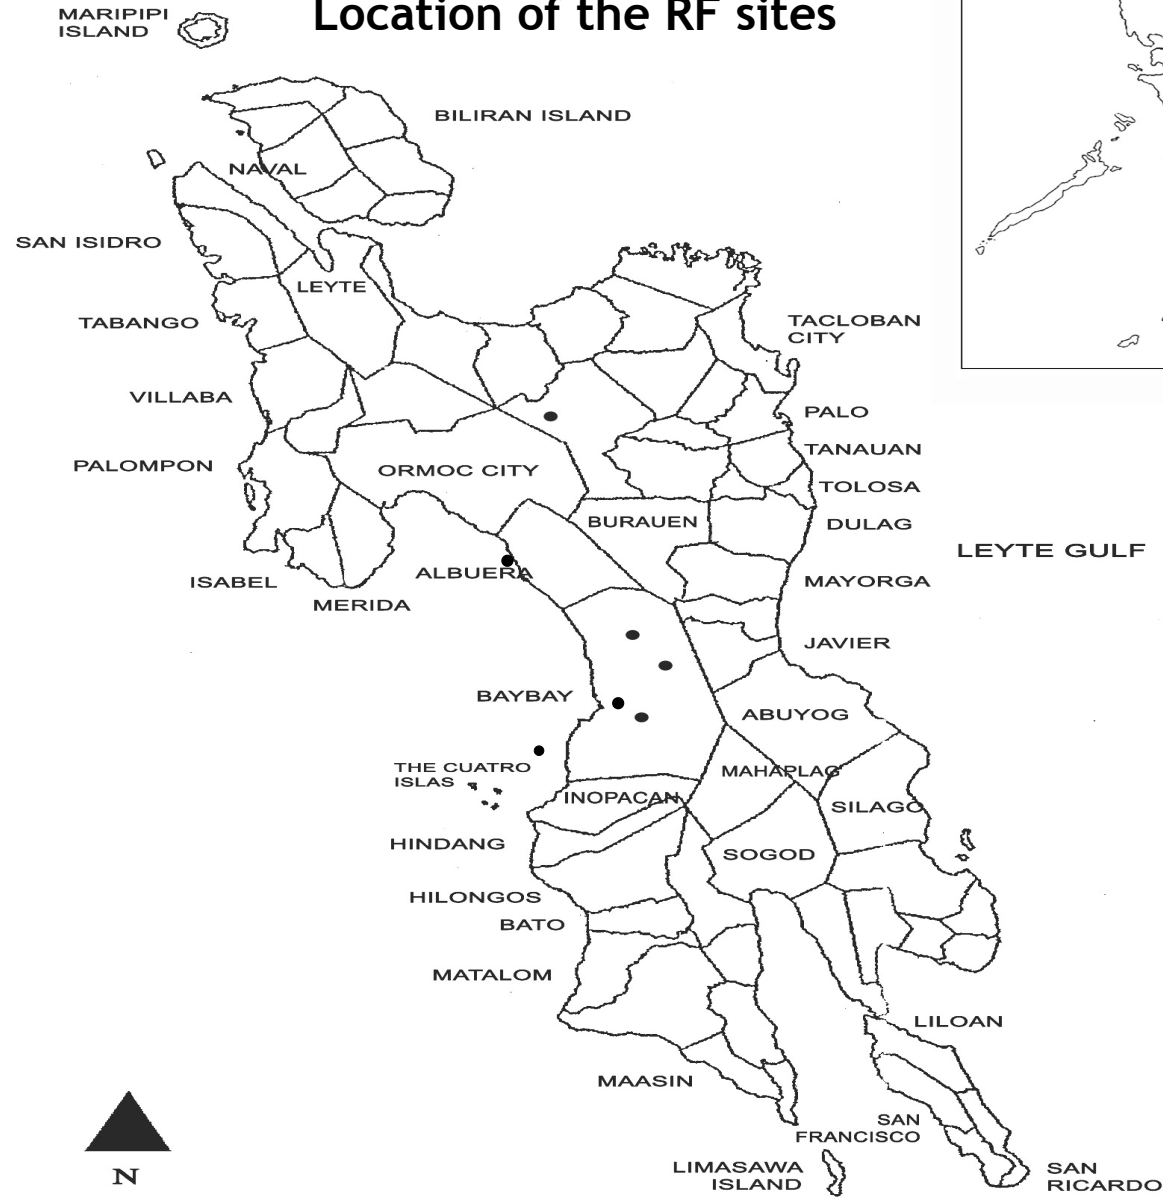 Location of the RF sites
MARIPIPI
ISLAND
BILIRAN ISLAND
NAVAL
SAN ISIDRO
LEYTE
TABANGO
TACLOBAN
CITY
VILLABA
PALO
TANAUAN
PALOMPON
ORMOC CITY
TOLOSA
BURAUEN
DULAG
LEYTE GULF
ISABEL
ALBUERA
MAYORGA
MERIDA
JAVIER
BAYBAY
ABUYOG
THE CUATRO
ISLAS
MAHAPLAG
INOPACAN
SILAGO
HINDANG
SOGOD
HILONGOS
BATO
MATALOM
LILOAN
MAASIN
SAN
FRANCISCO
LIMASAWA
ISLAND
SAN
RICARDO
N